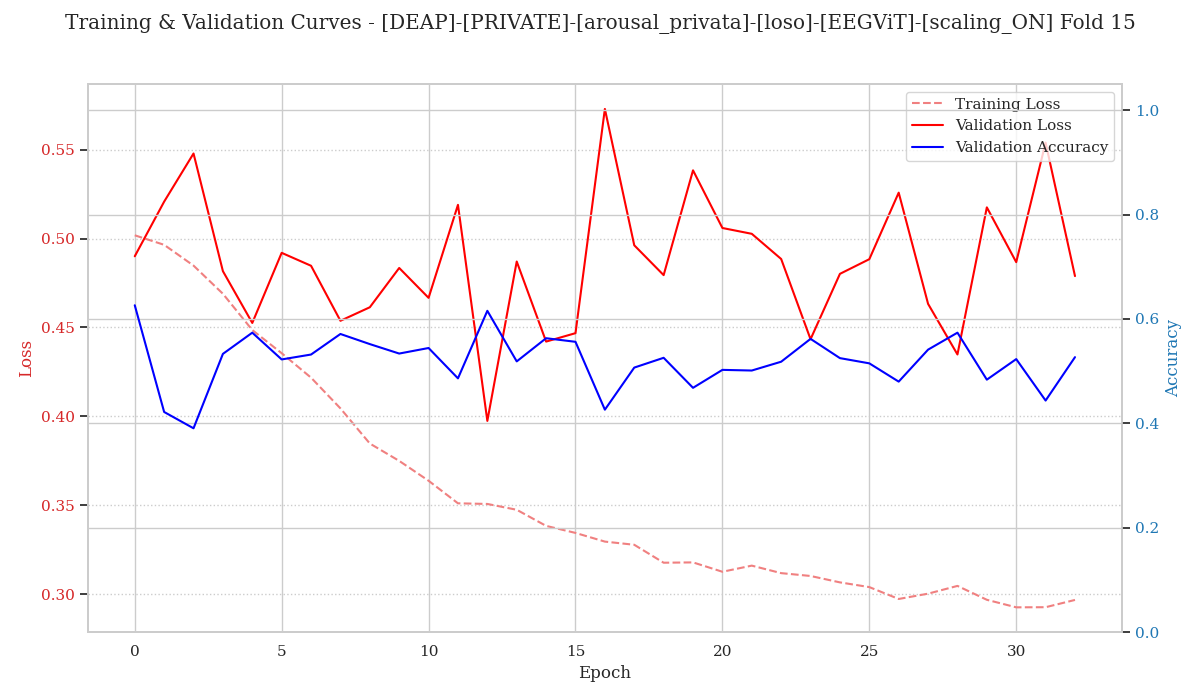 Training & Validation Curves - [DEAP]-[PRIVATE]-[arousal_privata]-[loso]-[EEGViT]-[scaling_ON] Fold 15
Training Loss
Validation Loss
Validation Accuracy
Loss
0.55
0.50
0.45
0.40
0.35
0.30
1.0
0.8
0.6
0.4
0.2
0.0
Accuracy
0 5 10 15 20 25 30
Epoch